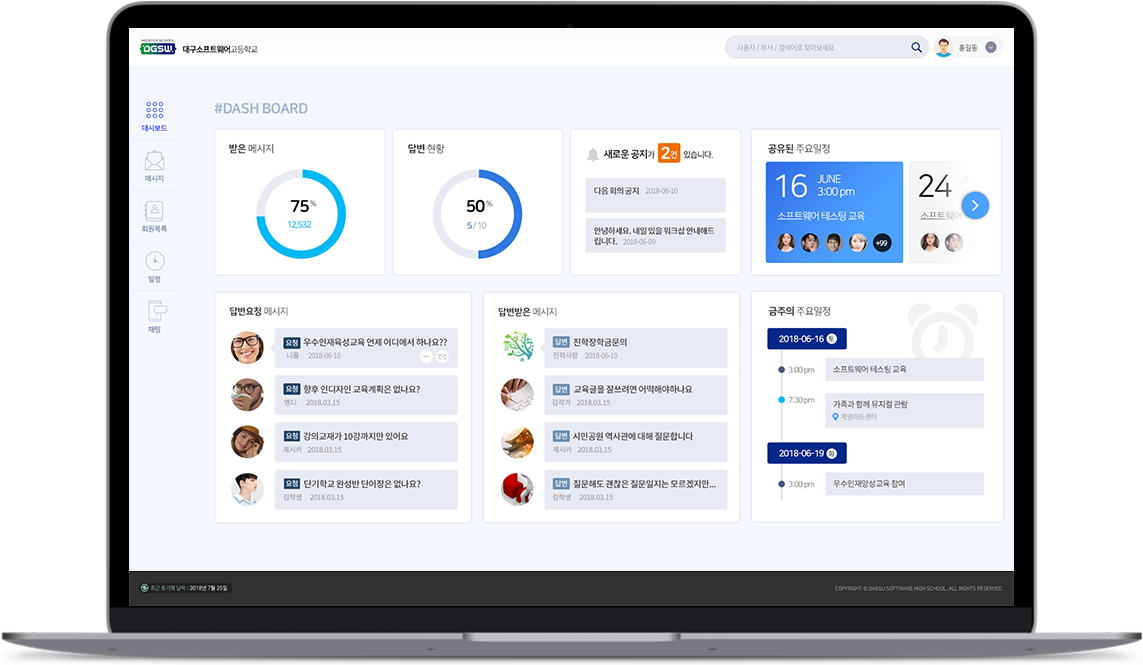 MEISTER SCHOOL
DGSW
대구소프트웨어고등학교
사용자 / 부서 / 검색어로 찾아보세요
홍길동
대시보드
메시지
회원목록
일정
채팅
#DASH BOARD
받은 메시지
75%
12,532
답변 현황
50%
5 / 10
새로운 공지가 2건 있습니다.
다음 회의 공지 2018-06-10
안녕하세요. 내일 있을 워크샵 안내해드
립니다. 2018-06-09
공유된 주요일정
16 JUNE
3:00 pm
소프트웨어 테스팅 교육
+99
24
3
소프트웨어
답변요청 메시지
요청 우수인재육성교육 언제 어디에서 하나요??
니콜 2018-06-10
요청 향후 인디자인 교육계획은 없나요?
앤디 2018.03.15
요청 강의교재가 10강까지만 있어요
제시카 2018.03.15
요청 단기학교 완성반 단어장은 없나요?
김학생 2018.03.15
답변받은 메시지
답변 진학장학금문의
진학사랑 2018-06-10
답변 교육글을 잘쓰려면 어떡해야하나요
김작가 2018.03.15
답변 시민공원 역사관에 대해 질문합니다
제시카 2018.03.15
답변 질문해도 괜찮은 질문일지는 모르겠지만...
김학생 2018.03.15
금주의 주요일정
2018-06-16 토
3:00 pm 소프트웨어 테스팅 교육
7:30 pm 가족과 함께 뮤지컬 관람
계명아트센터
2018-06-19 화
3:00 pm 우수인재양성교육 참여
최근 동기화 날짜 : 2018년 7월 25일
COPYRIGHT © DAEGU SOFTWARE HIGH SCHOOL, ALL RIGHTS RESERVED.